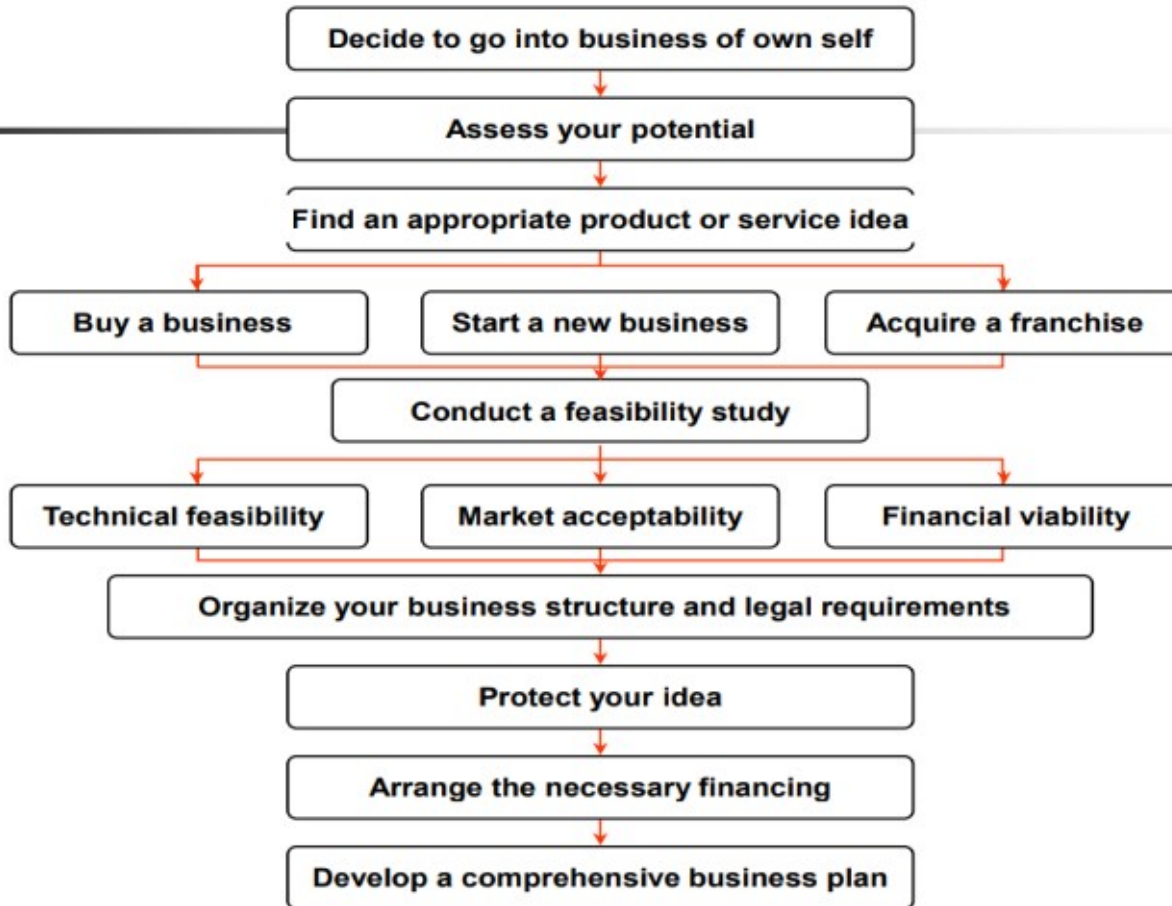 Decide to go into business of own self
Assess your potential
Find an appropriate product or service idea
Buy a business
Start a new business
Acquire a franchise
Conduct a feasibility study
Technical feasibility
Market acceptability
Financial viability
Organize your business structure and legal requirements
Protect your idea
Arrange the necessary financing
Develop a comprehensive business plan